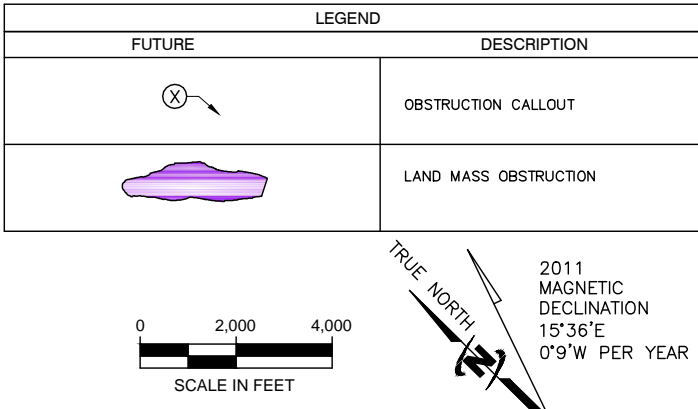 LEGEND
FUTURE DESCRIPTION
X OBSTRUCTION CALLOUT
LAND MASS OBSTRUCTION
TRUE NORTH
N
2011
MAGNETIC
DECLINATION
15°36'E
0°9'W PER YEAR
0 2,000 4,000
SCALE IN FEET